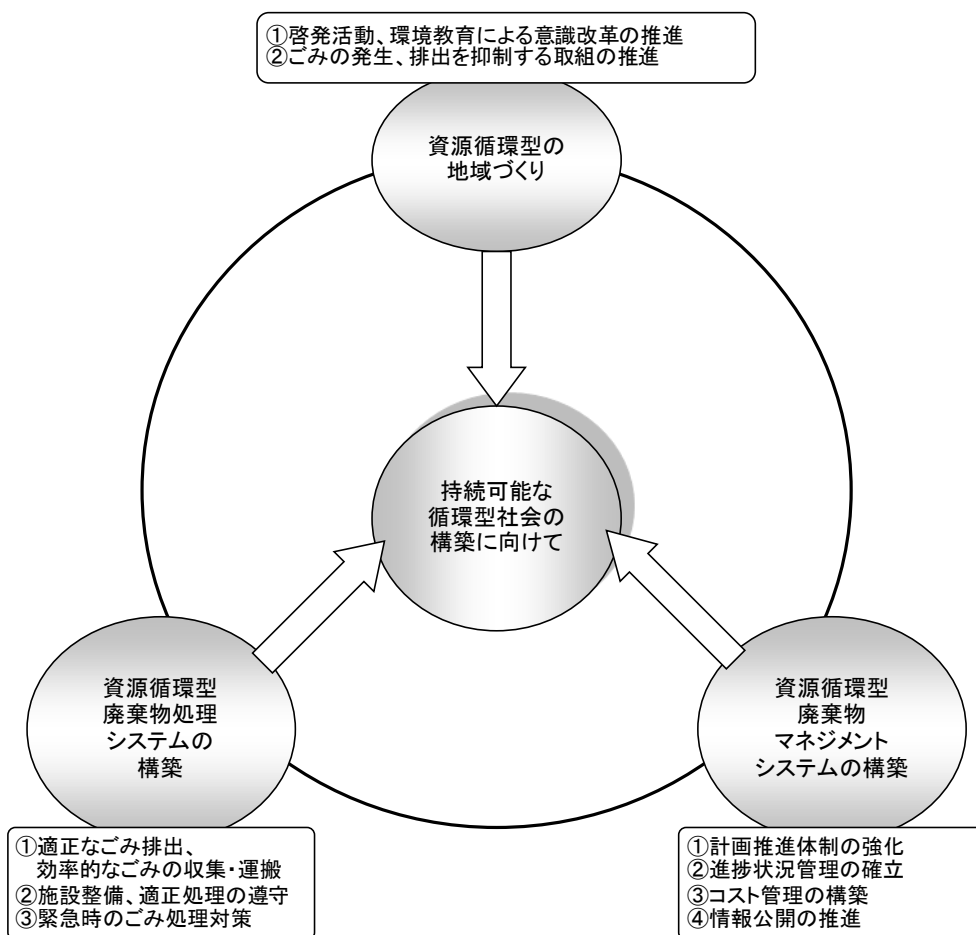 ①啓発活動、環境教育による意識改革の推進
②ごみの発生、排出を抑制する取組の推進
資源循環型の
地域づくり
持続可能な
循環型社会の
構築に向けて
資源循環型
廃棄物処理
システムの
構築
①適正なごみ排出、
効率的なごみの収集・運搬
②施設整備、適正処理の遵守
③緊急時のごみ処理対策
資源循環型
廃棄物
マネジメント
システムの構築
①計画推進体制の強化
②進捗状況管理の確立
③コスト管理の構築
④情報公開の推進